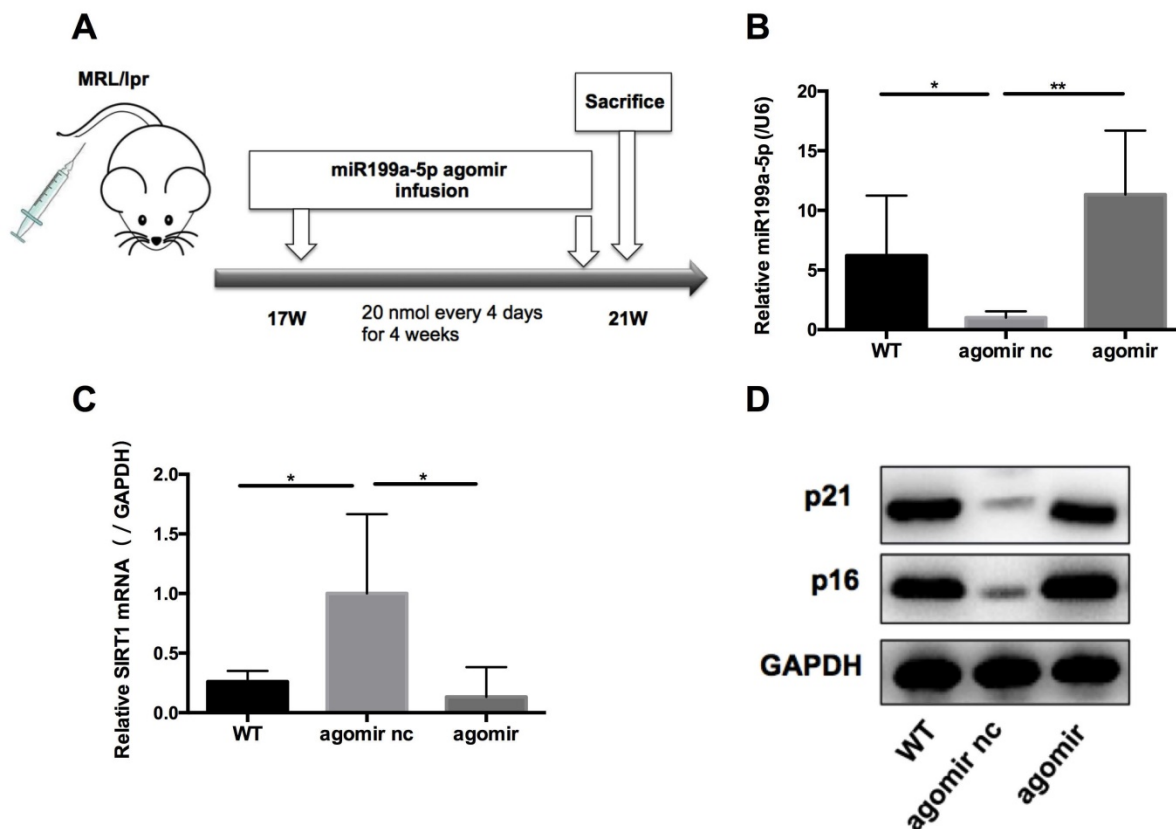 A
MRL/lpr
Sacrifice
miR199a-5p agomir
infusion
17W
20 nmol every 4 days
for 4 weeks
21W
B
Relative miR199a-5p (/U6)
20
15
10
5
0
*
**
WT
agomir nc
agomir
C
Relative SIRT1 mRNA ( / GAPDH)
2.0
1.5
1.0
0.5
0.0
*
*
WT
agomir nc
agomir
D
p21
p16
GAPDH
WT
agomir nc
agomir